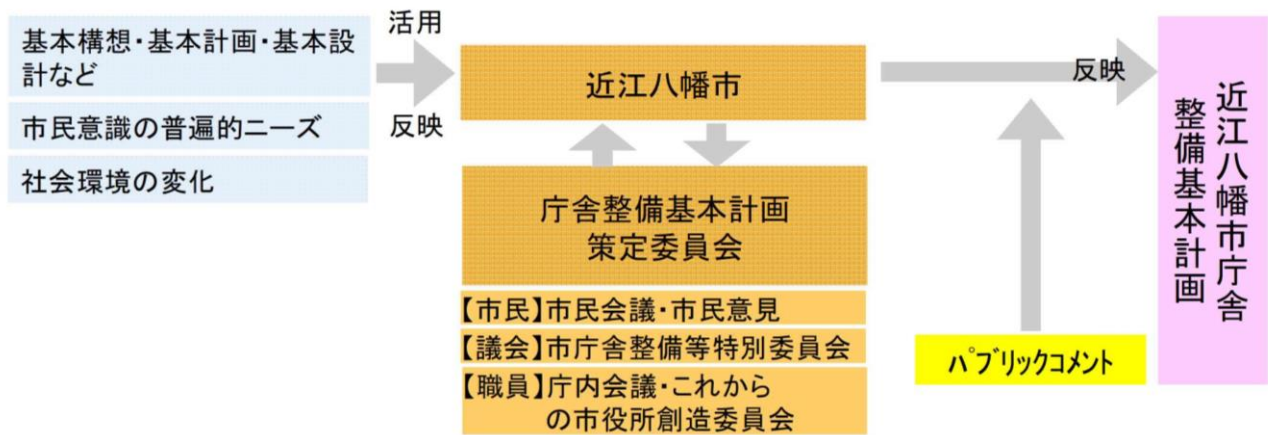 基本構想・基本計画・基本設
計など
市民意識の普遍的ニーズ
社会環境の変化
活用
反映
近江八幡市
庁舎整備基本計画
策定委員会
【市民】市民会議・市民意見
【議会】市庁舎整備等特別委員会
【職員】庁内会議・これから
の市役所創造委員会
反映
パブリックコメント
近江八幡市庁舎
整備基本計画